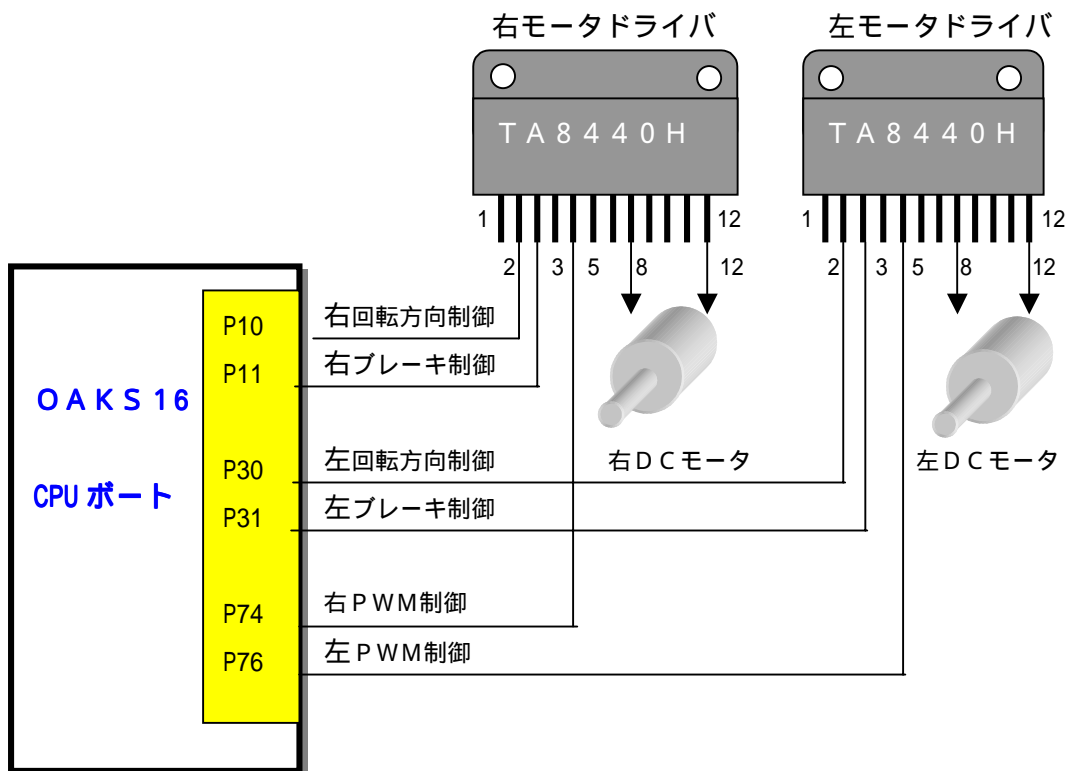 右モータドライバ 左モータドライバ
ＴＡ８４４０Ｈ ＴＡ８４４０Ｈ
1 12 1 12
2 3 5 8 12 2 3 5 8 12
P10 右回転方向制御
P11 右ブレーキ制御
ＯＡＫＳ16
P30 左回転方向制御 右ＤＣモータ 左ＤＣモータ
CPU ボート
P31 左ブレーキ制御
P74 右ＰＷＭ制御
P76 左ＰＷＭ制御